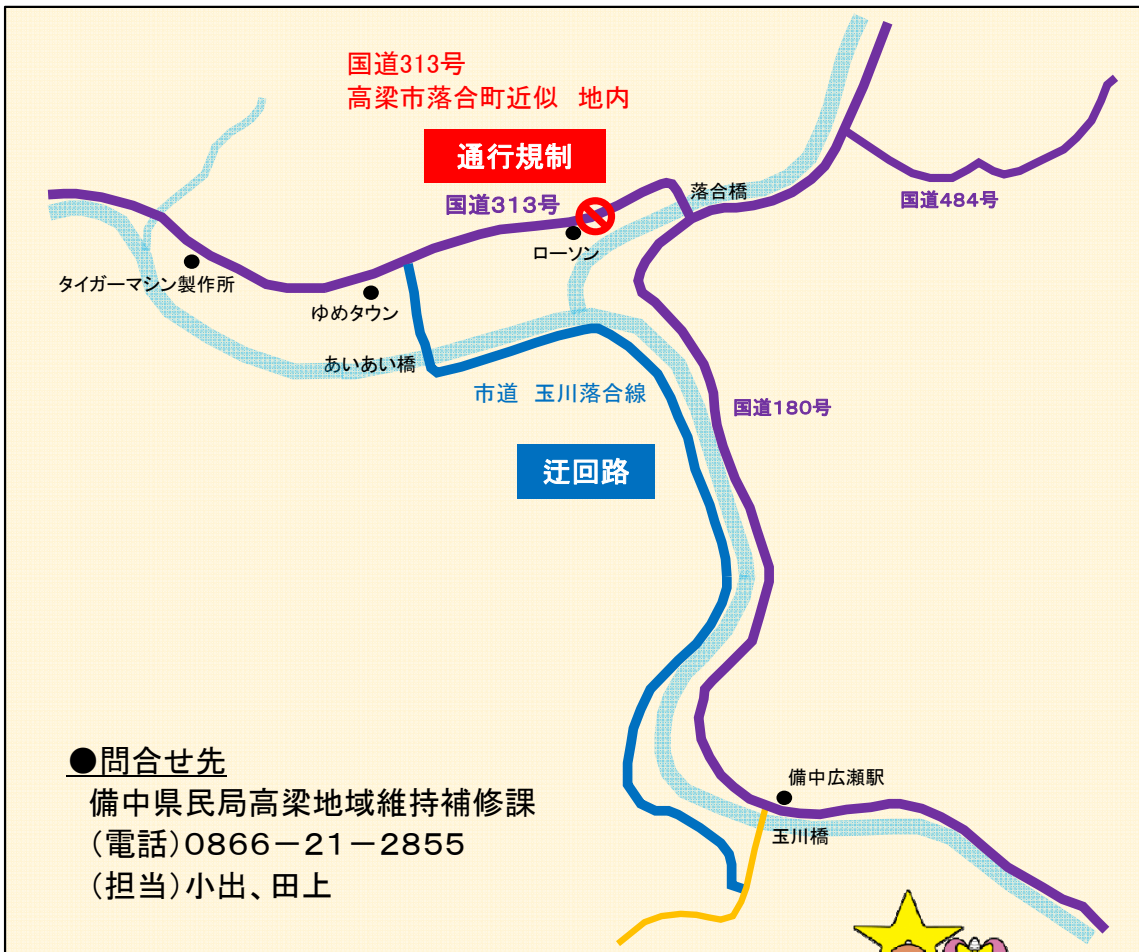 国道313号
高梁市落合町近似　地内
通行規制
落合橋
国道313号
国道484号
ローソン
タイガーマシン製作所
ゆめタウン
あいあい橋
市道　玉川落合線
国道180号
迂回路
備中広瀬駅
玉川橋
●問合せ先
備中県民局高梁地域維持補修課
（電話）0866－21－2855
（担当）小出、田上